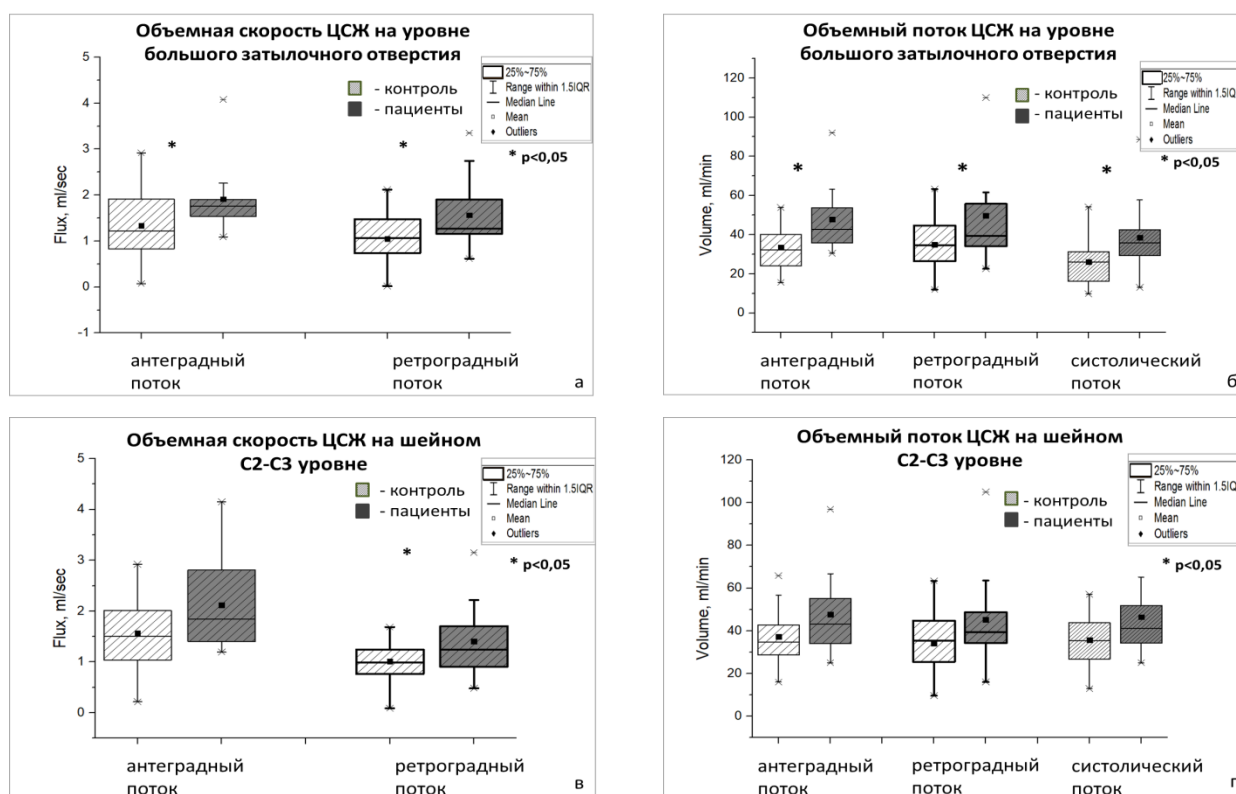 Объемная скорость ЦСЖ на уровне
большого затылочного отверстия
5
4
3
2
1
0
-1
Flux, ml/sec
- контроль
- пациенты
25%~75%
Range within 1.5IQR
Median Line
Mean
Outliers
* p<0,05
*
*
антеградный
поток
ретроградный
поток
а
Объемный поток ЦСЖ на уровне
большого затылочного отверстия
120
100
80
60
40
20
0
Volume, ml/min
- контроль
- пациенты
25%~75%
Range within 1.5IQR
Median Line
Mean
Outliers
* p<0,05
*
*
*
антеградный
поток
ретроградный
поток
систолический
поток
б
Объемная скорость ЦСЖ на шейном
С2-С3 уровне
5
4
3
2
1
0
Flux, ml/sec
- контроль
- пациенты
25%~75%
Range within 1.5IQR
Median Line
Mean
Outliers
* p<0,05
*
антеградный
поток
ретроградный
поток
в
Объемный поток ЦСЖ на шейном
С2-С3 уровне
120
100
80
60
40
20
0
Volume, ml/min
- контроль
- пациенты
25%~75%
Range within 1.5IQ
Median Line
Mean
Outliers
* p<0,05
антеградный
поток
ретроградный
поток
систолический
поток
г